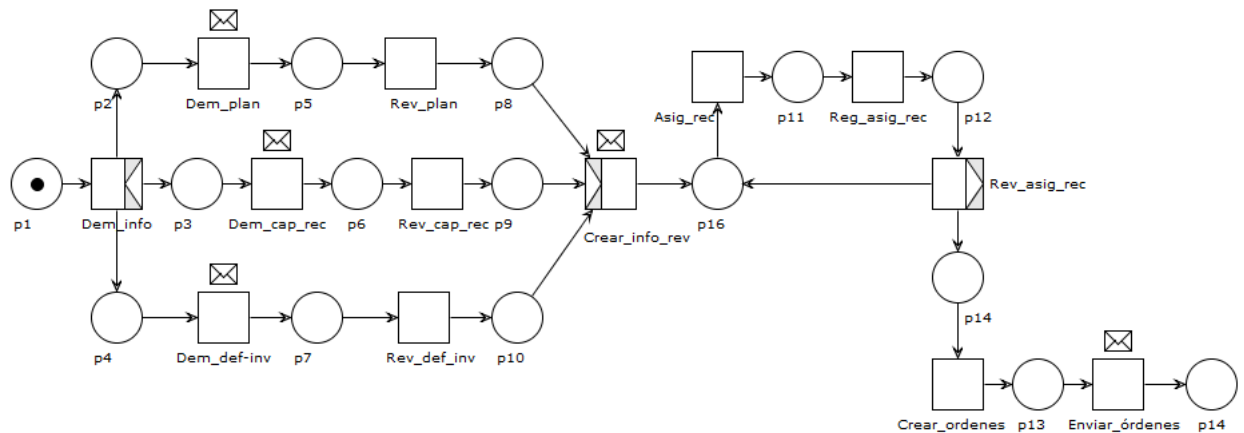 p2
Dem_plan
p5
Rev_plan
p8
Asig_rec
p11
Reg_asig_rec
p12
p1
Dem_info
p3
Dem_cap_rec
p6
Rev_cap_rec
p9
Crear_info_rev
p16
Rev_asig_rec
p4
Dem_def-inv
p7
Rev_def_inv
p10
p14
Crear_ordenes
p13
Enviar_órdenes
p14